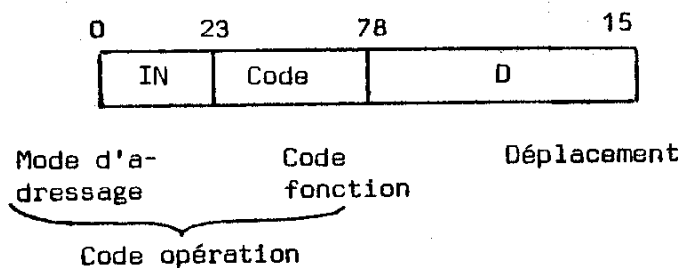 0 23 78 15
IN Code D
Mode d'a- Code Déplacement
dressage fonction
Code opération